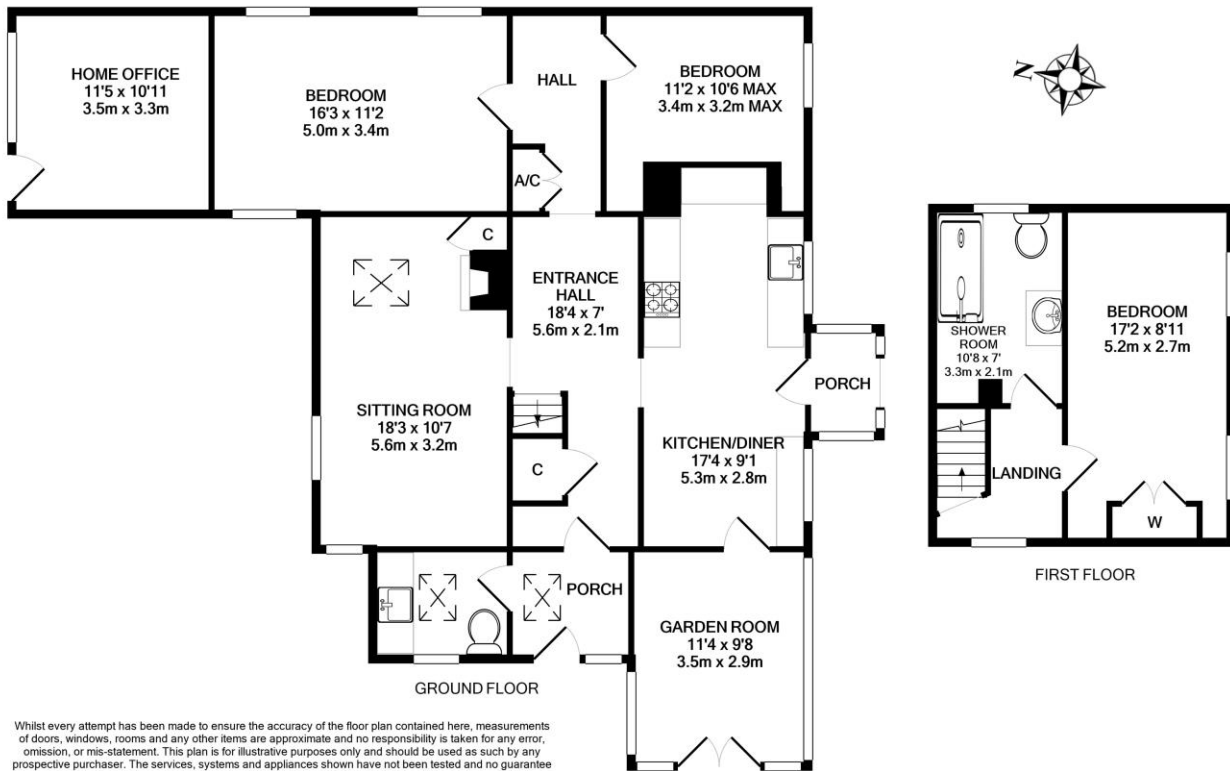 HOME OFFICE
11'5 x 10'11
3.5m x 3.3m
BEDROOM
16'3 x 11'2
5.0m x 3.4m
HALL
BEDROOM
11'2 x 10'6 MAX
3.4m x 3.2m MAX
N
A/C
C
ENTRANCE
HALL
18'4 x 7'
5.6m x 2.1m
SITTING ROOM
18'3 x 10'7
5.6m x 3.2m
C
KITCHEN/DINER
17'4 x 9'1
5.3m x 2.8m
PORCH
PORCH
GARDEN ROOM
11'4 x 9'8
3.5m x 2.9m
GROUND FLOOR
SHOWER
ROOM
10'8 x 7'
3.3m x 2.1m
BEDROOM
17'2 x 8'11
5.2m x 2.7m
LANDING
W
FIRST FLOOR
Whilst every attempt has been made to ensure the accuracy of the floor plan contained here, measurements
of doors, windows, rooms and any other items are approximate and no responsibility is taken for any error,
omission, or mis-statement. This plan is for illustrative purposes only and should be used as such by any
prospective purchaser. The services, systems and appliances shown have not been tested and no guarantee